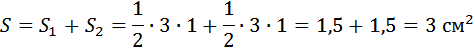 S = S₁ + S₂ = 1/2 · 3 · 1 + 1/2 · 3 · 1 = 1,5 + 1,5 = 3 см²